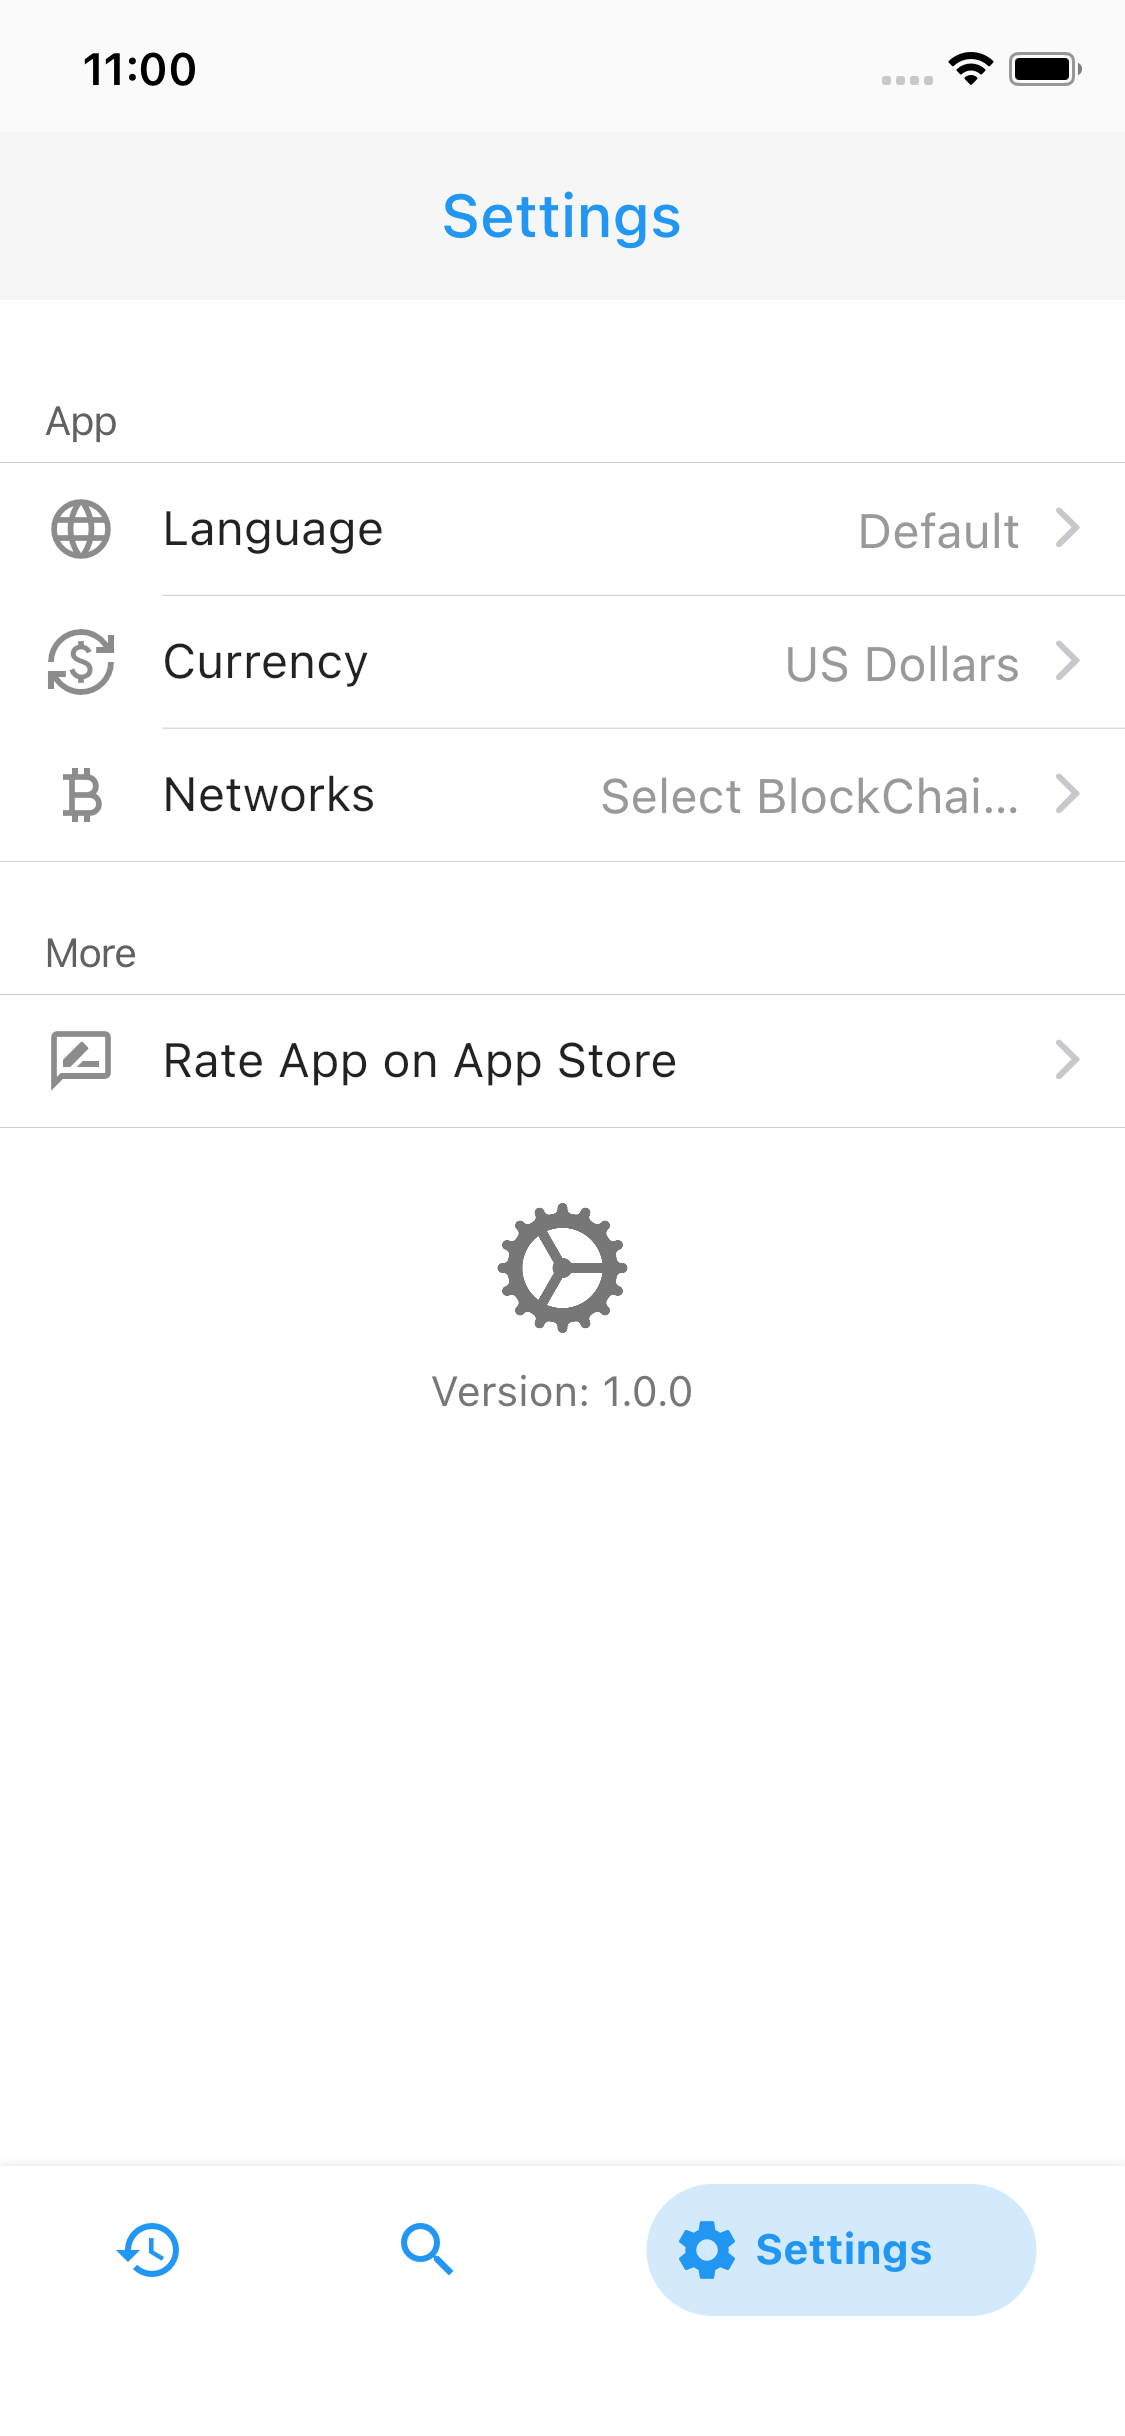 11:00
Settings
App
Language Default
Currency US Dollars
Networks Select BlockChai...
More
Rate App on App Store
Version: 1.0.0
Settings